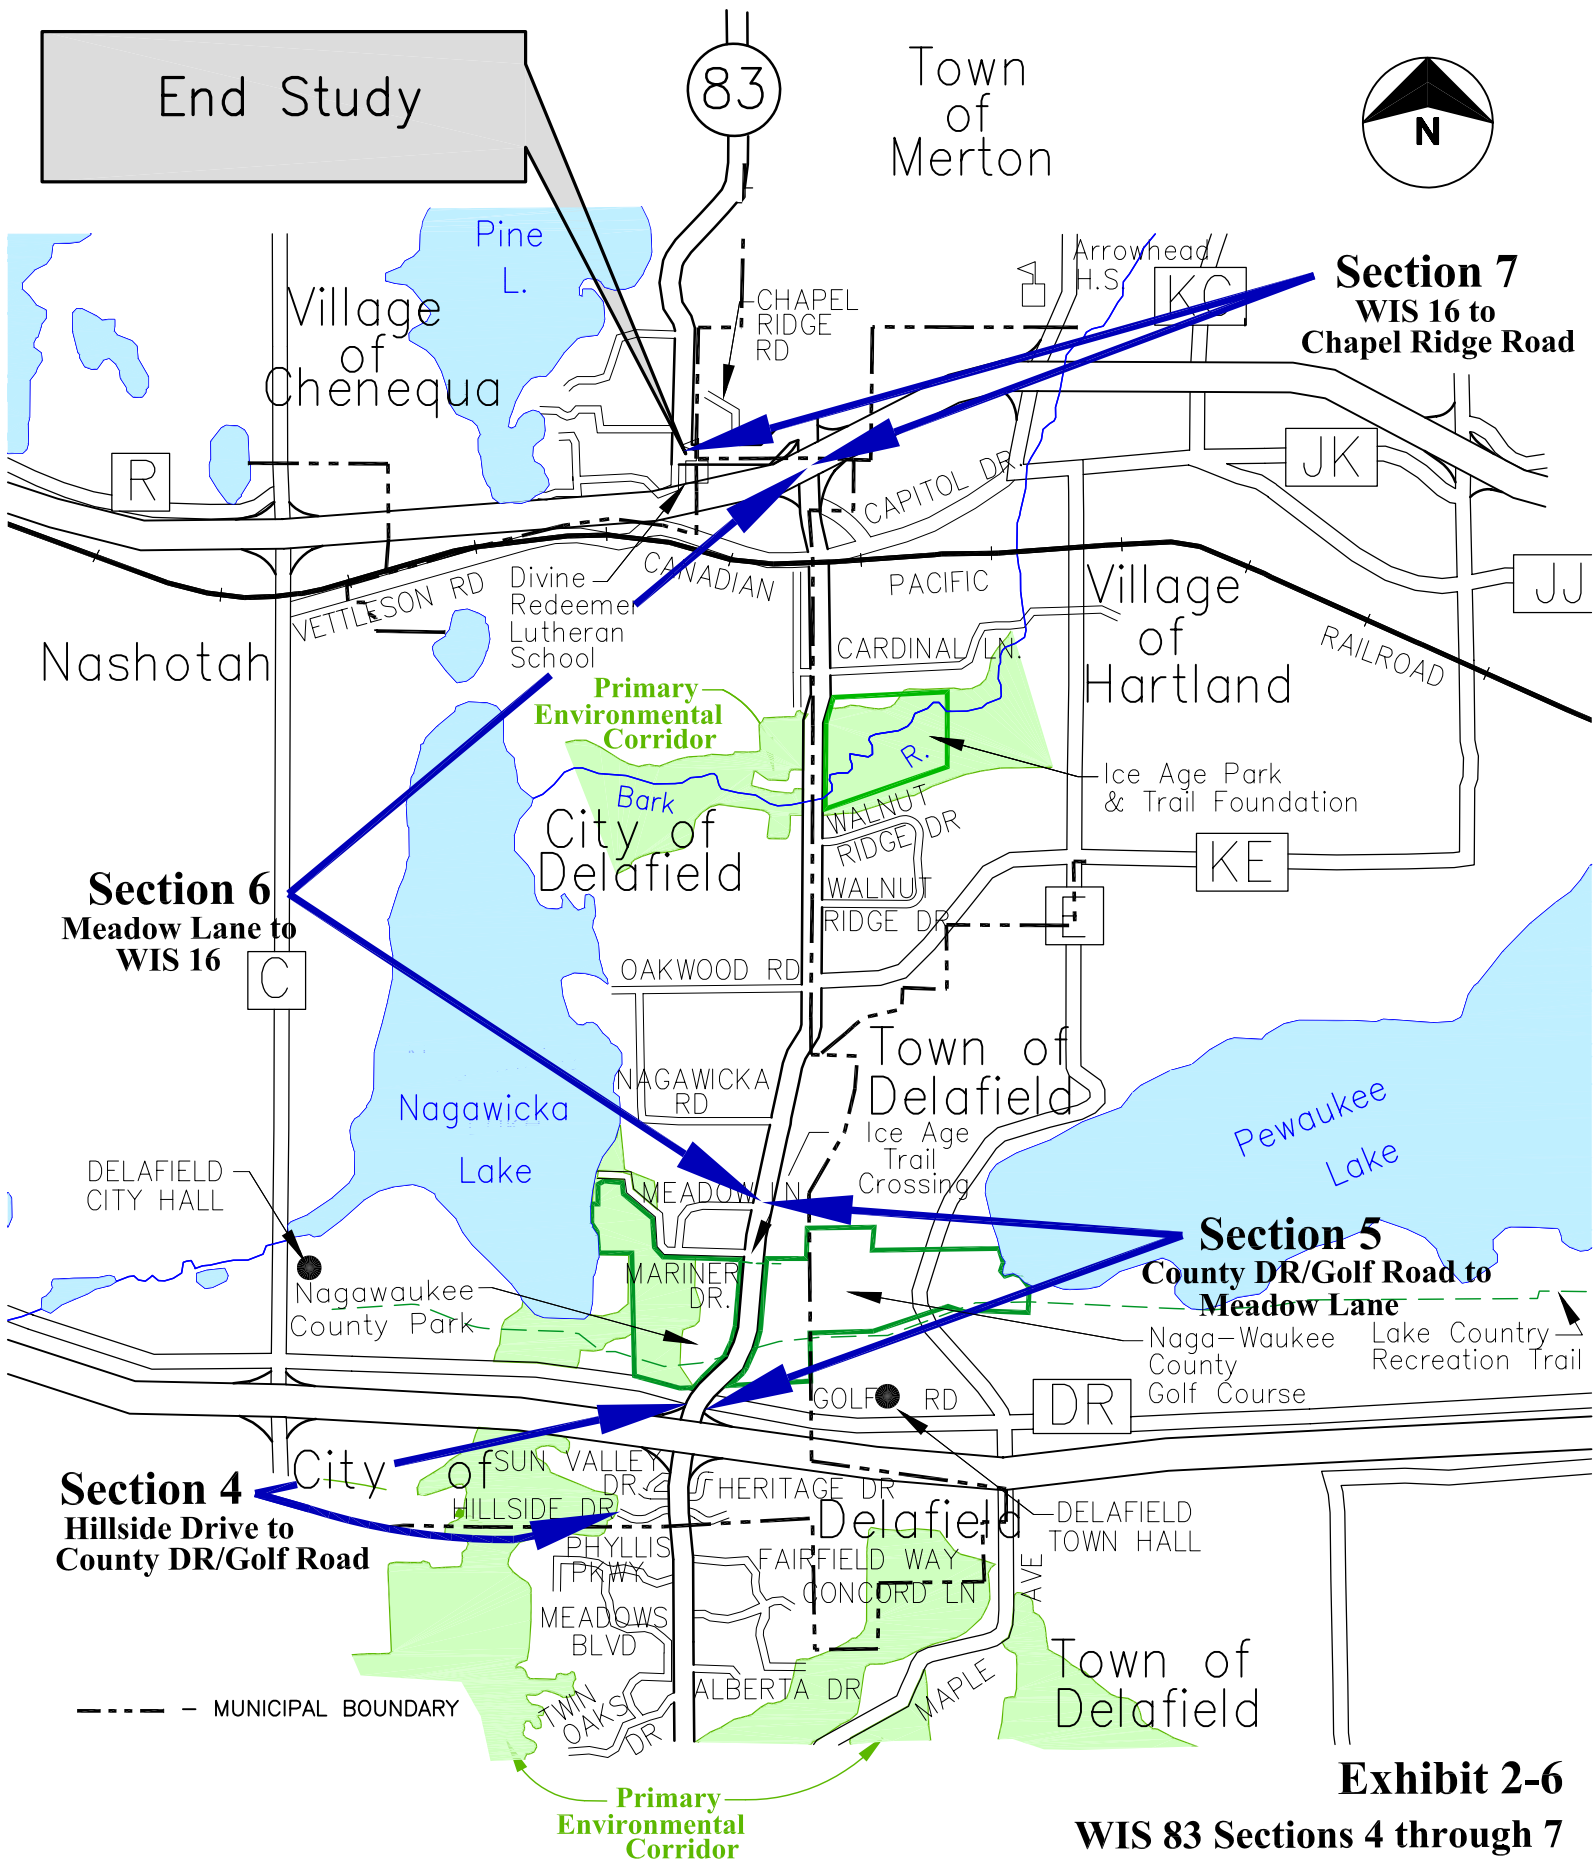 End Study
83
Town
of
Merton
N
Pine
L.
Village
of
Chenequa
CHAPEL
RIDGE
RD
Arrowhead
H.S.
KC
Section 7
WIS 16 to
Chapel Ridge Road
R
JK
CAPITOL DR.
CANADIAN
PACIFIC
RAILROAD
VETTLESON RD
Divine
Redeemer
Lutheran
School
JJ
Village
of
Hartland
Nashotah
CARDINAL LN.
Primary
Environmental
Corridor
R.
Bark
Ice Age Park
& Trail Foundation
City of
Delafield
WALNUT
RIDGE DR
WALNUT
RIDGE DR
KE
E
Section 6
Meadow Lane to
WIS 16
C
OAKWOOD RD
Town of
Delafield
NAGAWICKA
RD
Nagawicka
Lake
Ice Age
Trail
Crossing
Pewaukee
Lake
DELAFIELD
CITY HALL
MEADOW LN
Section 5
County DR/Golf Road to
Meadow Lane
MARINER
DR.
Nagawaukee
County Park
Naga-Waukee
County
Golf Course
Lake Country
Recreation Trail
GOLF RD
DR
City of
Delafield
SUN VALLEY
DR
HERITAGE DR
HILLSIDE DR
Section 4
Hillside Drive to
County DR/Golf Road
DELAFIELD
TOWN HALL
PHYLLIS
PKWY
FAIRFIELD WAY
CONCORD LN
AVE
MAPLE
MEADOWS
BLVD
Town of
Delafield
ALBERTA DR
TWIN
OAKS
DR
- MUNICIPAL BOUNDARY
Primary
Environmental
Corridor
Exhibit 2-6
WIS 83 Sections 4 through 7